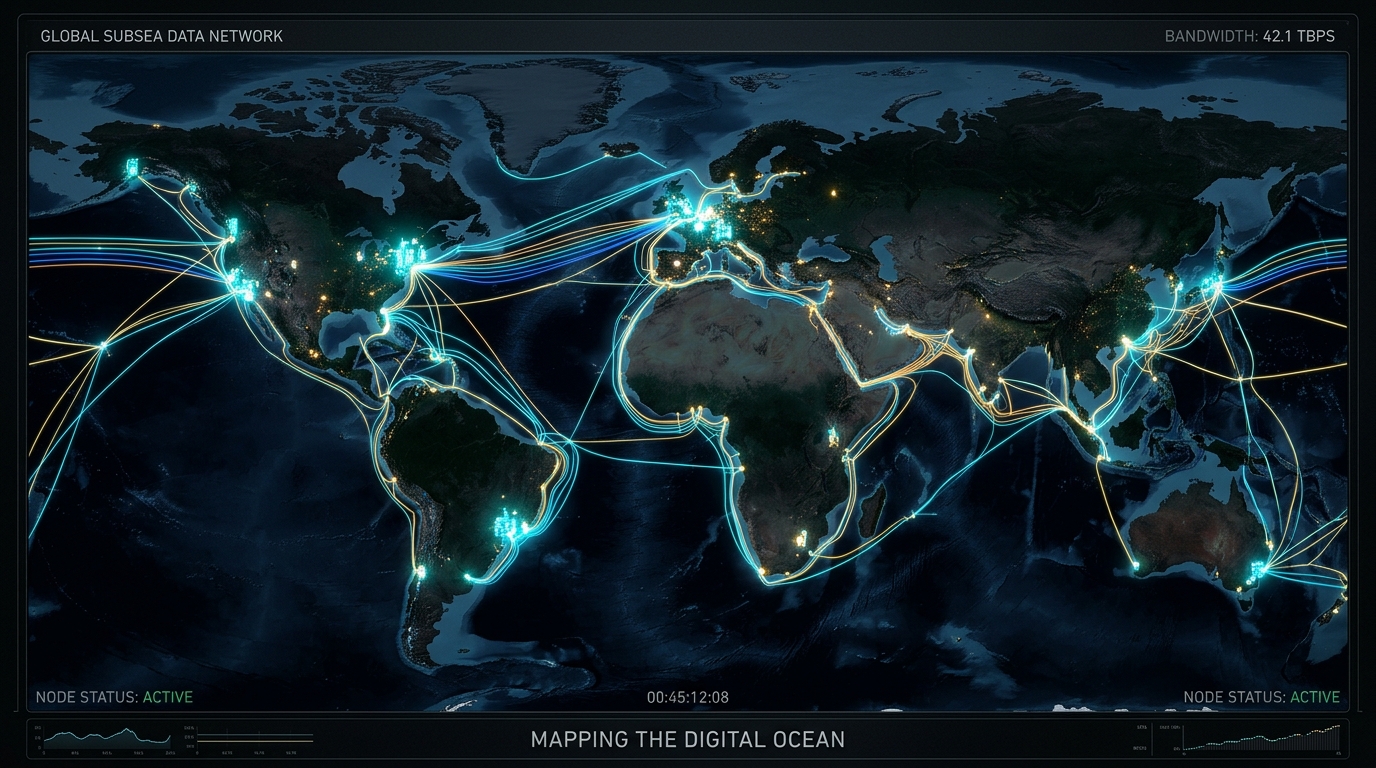 GLOBAL SUBSEA DATA NETWORK
BANDWIDTH: 42.1 TBPS
NODE STATUS: ACTIVE
00:45:12:08
NODE STATUS: ACTIVE
MAPPING THE DIGITAL OCEAN